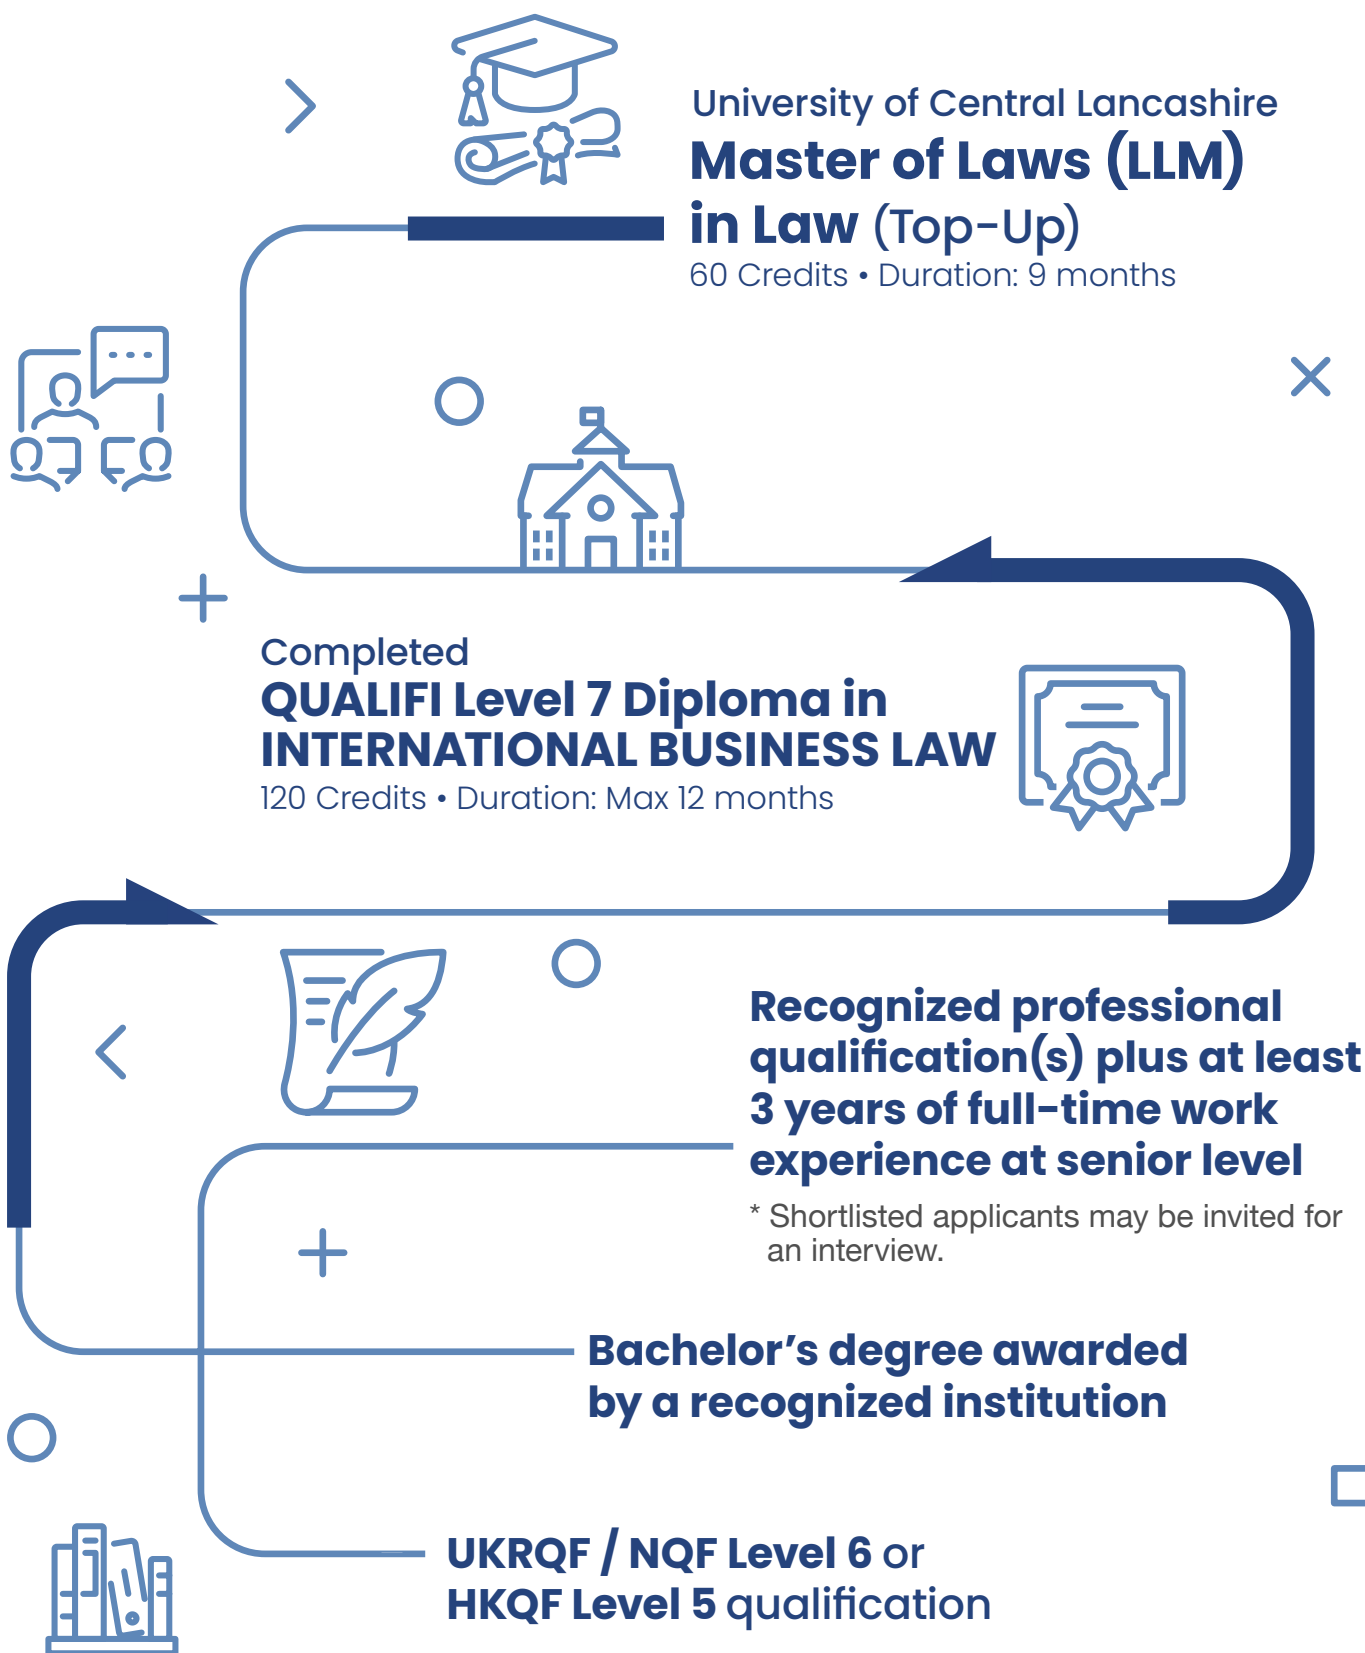 University of Central Lancashire
Master of Laws (LLM)
in Law (Top-Up)
60 Credits • Duration: 9 months
Completed
QUALIFI Level 7 Diploma in
INTERNATIONAL BUSINESS LAW
120 Credits • Duration: Max 12 months
Recognized professional
qualification(s) plus at least
3 years of full-time work
experience at senior level
* Shortlisted applicants may be invited for
an interview.
Bachelor’s degree awarded
by a recognized institution
UKRQF / NQF Level 6 or
HKQF Level 5 qualification